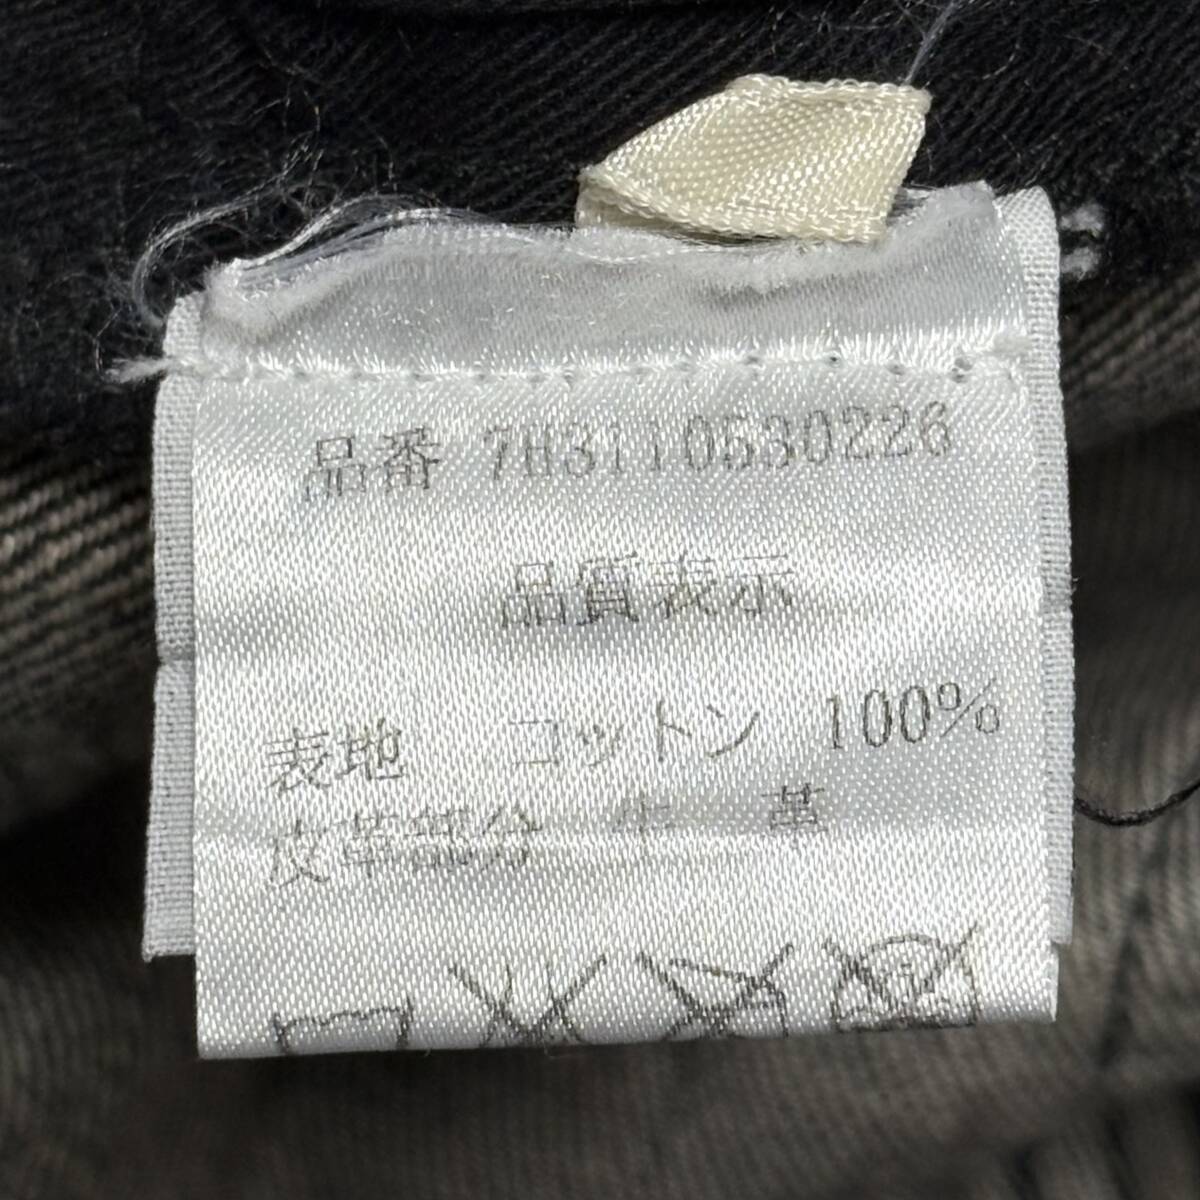 品番 7H3110530226
品質表示
表地 コットン 100%
皮革部分 牛 革